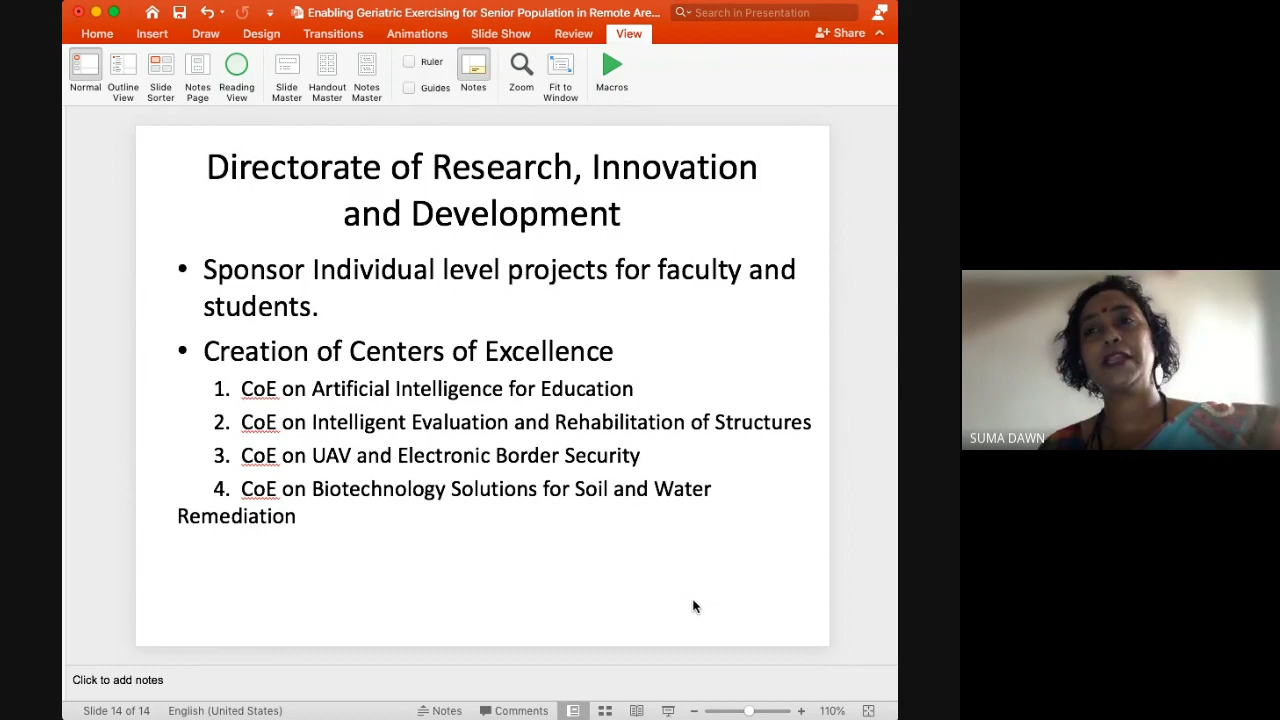 Enabling Geriatric Exercising for Senior Population in Remote Are...
Search in Presentation
Home Insert Draw Design Transitions Animations Slide Show Review View
Share
Normal
Outline View
Slide Sorter
Notes Page
Reading View
Slide Master
Handout Master
Notes Master
Ruler
Guides
Notes
Zoom
Fit to Window
Macros
Directorate of Research, Innovation
and Development
• Sponsor Individual level projects for faculty and
students.
• Creation of Centers of Excellence
1. CoE on Artificial Intelligence for Education
2. CoE on Intelligent Evaluation and Rehabilitation of Structures
3. CoE on UAV and Electronic Border Security
4. CoE on Biotechnology Solutions for Soil and Water
Remediation
SUMA DAWN
Click to add notes
Slide 14 of 14 English (United States) Notes Comments 110%